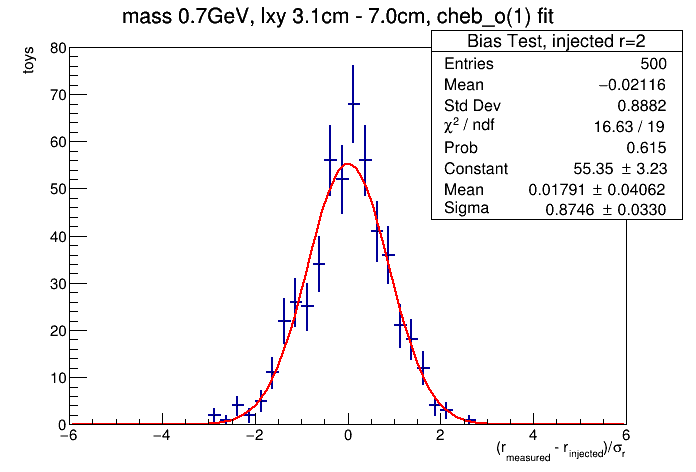 mass 0.7GeV, lxy 3.1cm - 7.0cm, cheb_o(1) fit
Bias Test, injected r=2
Entries 500
Mean −0.02116
Std Dev 0.8882
χ² / ndf 16.63 / 19
Prob 0.615
Constant 55.35 ± 3.23
Mean 0.01791 ± 0.04062
Sigma 0.8746 ± 0.0330
toys
80
70
60
50
40
30
20
10
0
−6 −4 −2 0 2 4 6
(r_measured - r_injected)/σ_r